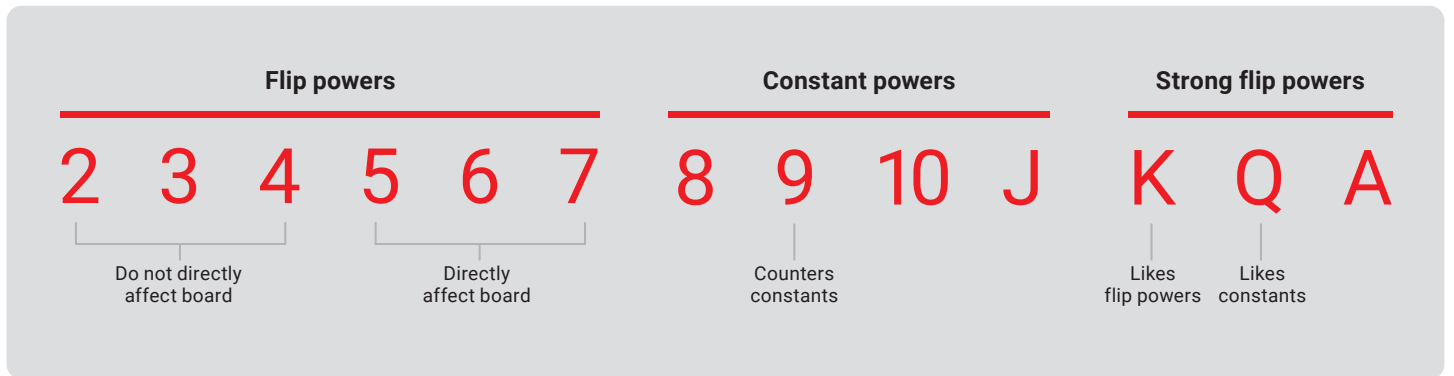 Flip powers
Constant powers
Strong flip powers
2 3 4 5 6 7 8 9 10 J K Q A
Do not directly
affect board
Directly
affect board
Counters
constants
Likes
flip powers
Likes
constants